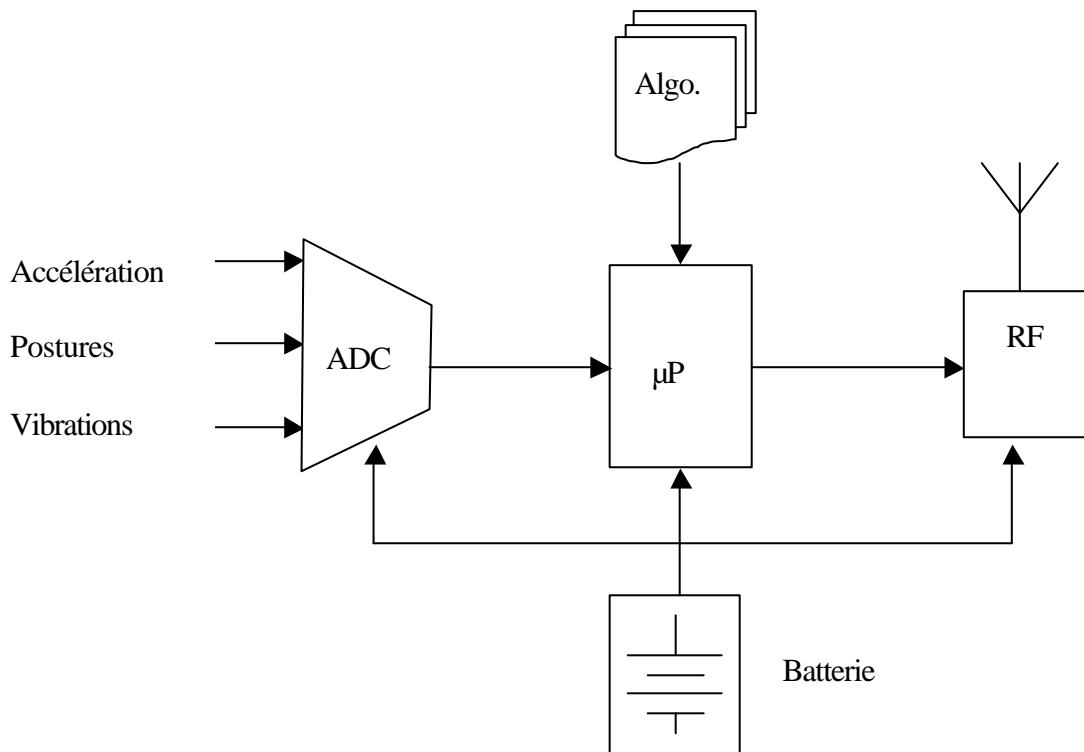 Algo.
Accélération
Postures
Vibrations
ADC
µP
RF
Batterie